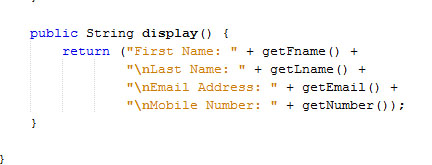 public String display() {
return ("First Name: " + getFname() +
"\nLast Name: " + getLname() +
"\nEmail Address: " + getEmail() +
"\nMobile Number: " + getNumber());
}
}